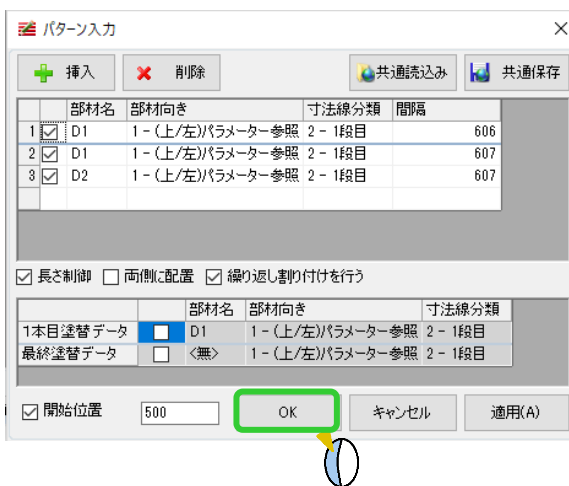 パターン入力
挿入 削除 共通読込み 共通保存
部材名 部材向き 寸法線分類 間隔
1 D1 1 - (上/左)パラメーター参照 2 - 1段目 606
2 D1 1 - (上/左)パラメーター参照 2 - 1段目 607
3 D2 1 - (上/左)パラメーター参照 2 - 1段目 607
長さ制御 両側に配置 繰り返し割り付けを行う
部材名 部材向き 寸法線分類
1本目塗替データ D1 1 - (上/左)パラメーター参照 2 - 1段目
最終塗替データ <無> 1 - (上/左)パラメーター参照 2 - 1段目
開始位置 500 OK キャンセル 適用(A)